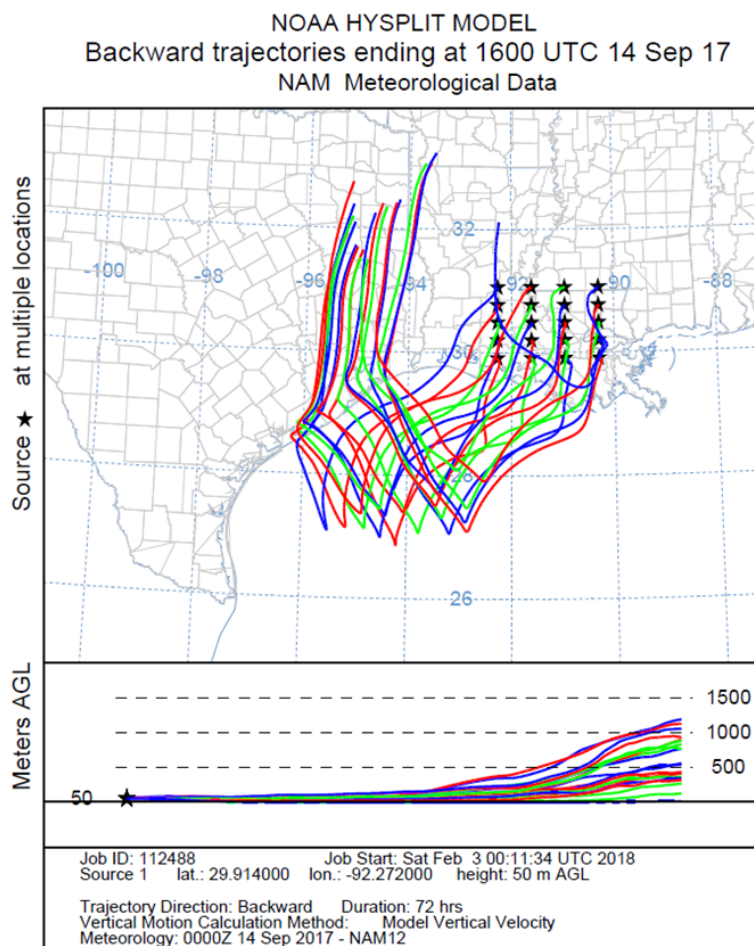 NOAA HYSPLIT MODEL
Backward trajectories ending at 1600 UTC 14 Sep 17
NAM Meteorological Data
Source ★ at multiple locations
-100
-98
-96
-94
-92
-90
-88
32
30
28
26
Meters AGL
1500
1000
500
50
Job ID: 112488 Job Start: Sat Feb 3 00:11:34 UTC 2018
Source 1 lat.: 29.914000 lon.: -92.272000 height: 50 m AGL
Trajectory Direction: Backward Duration: 72 hrs
Vertical Motion Calculation Method: Model Vertical Velocity
Meteorology: 0000Z 14 Sep 2017 - NAM12